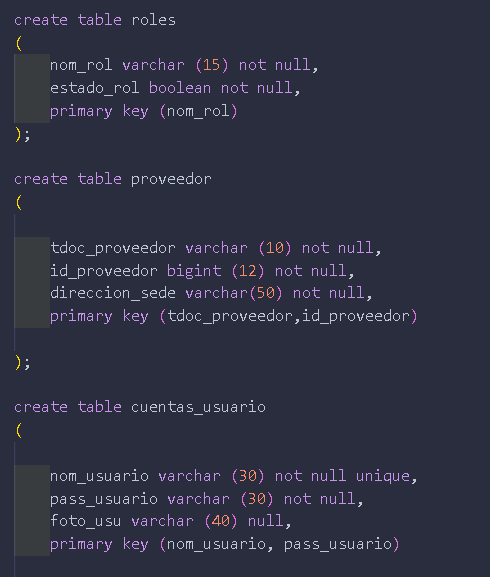 create table roles
(
nom_rol varchar (15) not null,
estado_rol boolean not null,
primary key (nom_rol)
);
create table proveedor
(
tdoc_proveedor varchar (10) not null,
id_proveedor bigint (12) not null,
direccion_sede varchar(50) not null,
primary key (tdoc_proveedor,id_proveedor)
);
create table cuentas_usuario
(
nom_usuario varchar (30) not null unique,
pass_usuario varchar (30) not null,
foto_usu varchar (40) null,
primary key (nom_usuario, pass_usuario)